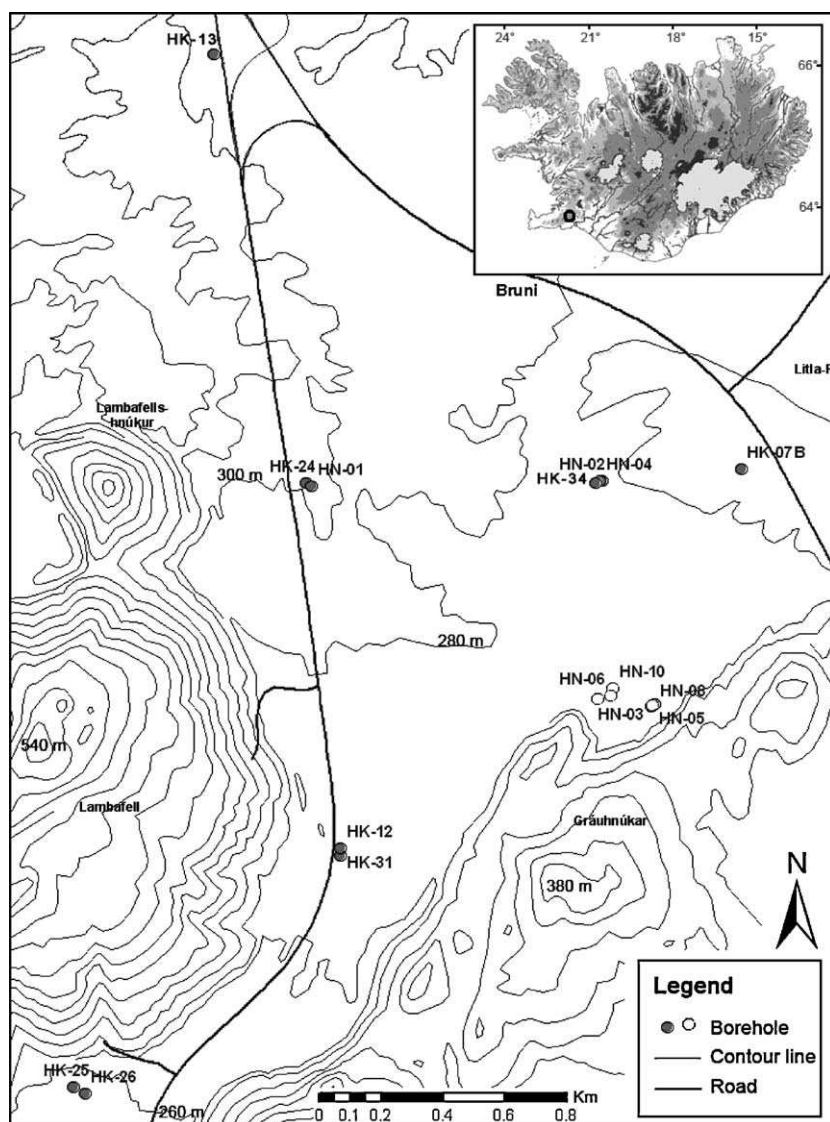 HK-13
24° 21° 18° 15°
66°
64°
Bruni
Litla-
Lambafells-
hnúkur
HK-24 HN-01
300 m
HN-02 HN-04
HK-34
HK-07B
280 m
HN-10
HN-06
HN-08
HN-03 HN-05
540 m
Lambafell
Gráuhnúkar
HK-12
HK-31
380 m
N
Legend
Borehole
Contour line
Road
HK-25
HK-26
260 m
Km
0 0.1 0.2 0.4 0.6 0.8